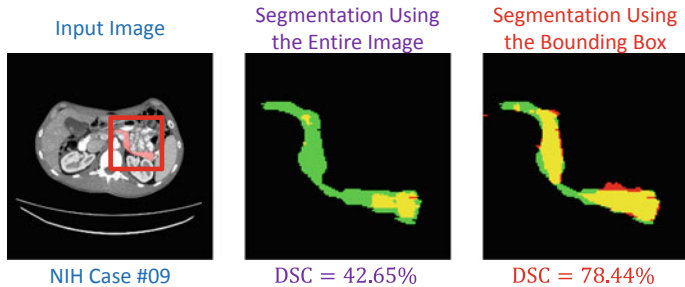 Input Image
Segmentation Using
the Entire Image
Segmentation Using
the Bounding Box
NIH Case #09
DSC = 42.65%
DSC = 78.44%